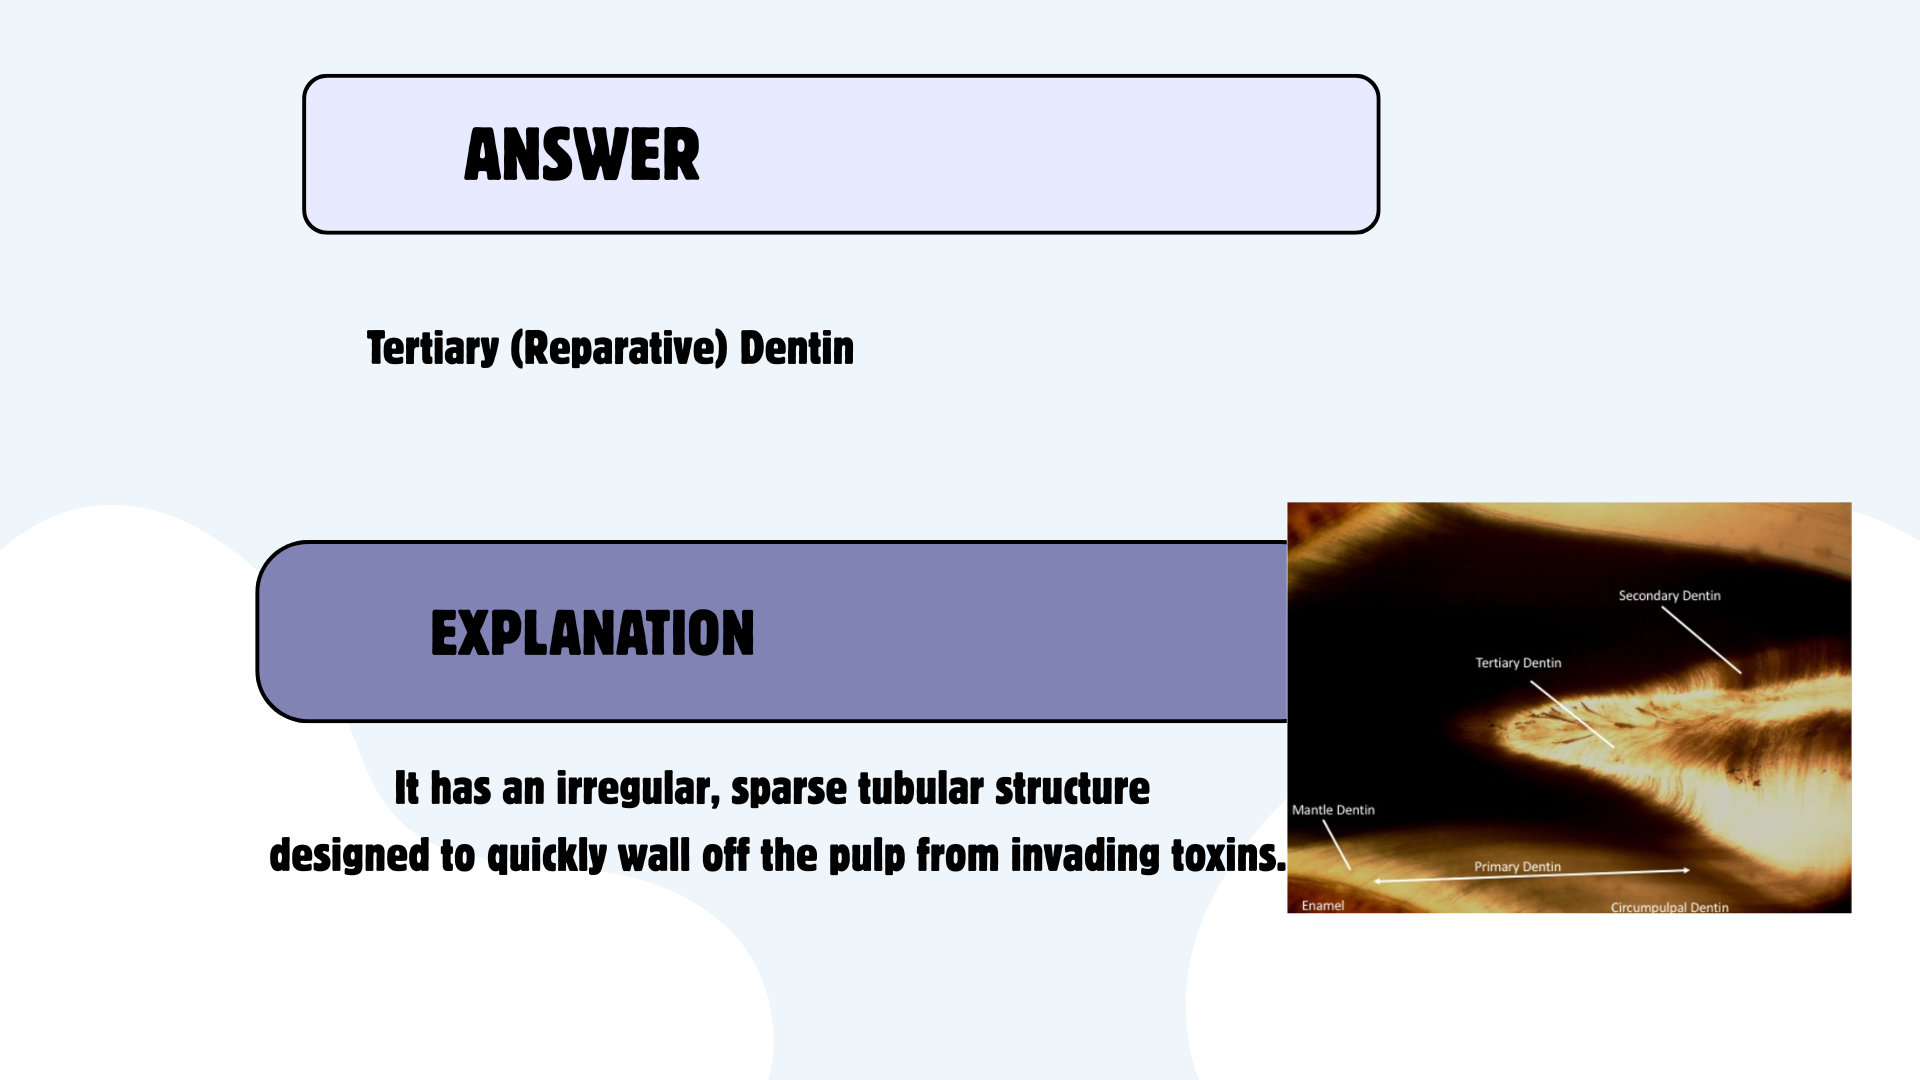 ANSWER
Tertiary (Reparative) Dentin
EXPLANATION
It has an irregular, sparse tubular structure
designed to quickly wall off the pulp from invading toxins.
Secondary Dentin
Tertiary Dentin
Mantle Dentin
Primary Dentin
Enamel
Circumpulpal Dentin